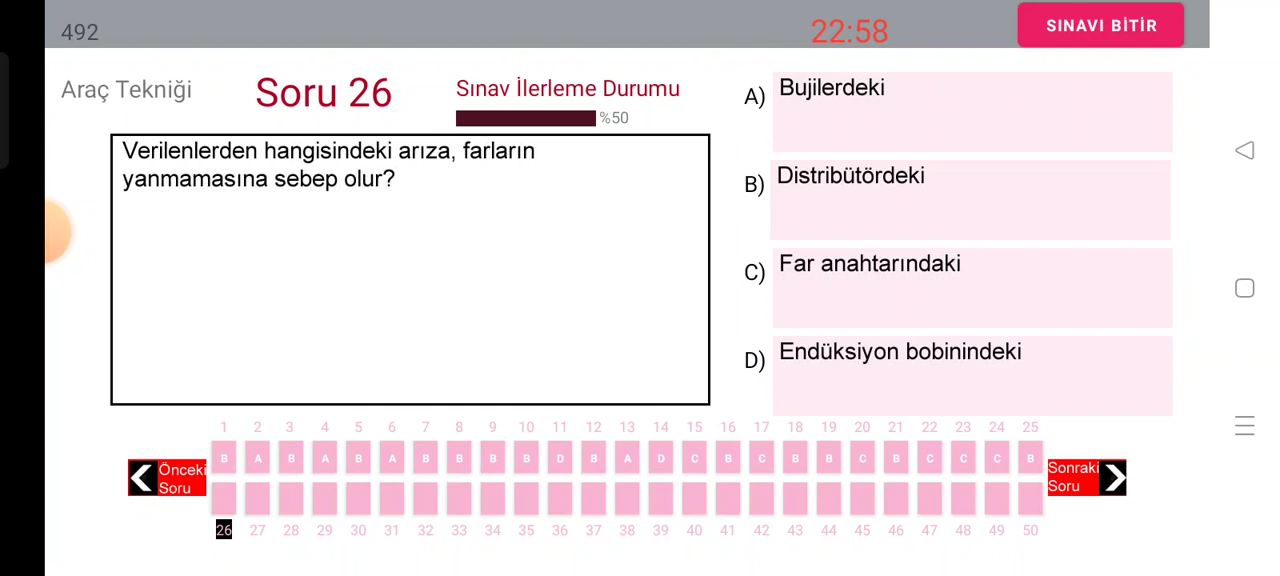 492
22:58
SINAVI BİTİR
Araç Tekniği
Soru 26
Sınav İlerleme Durumu
%50
Verilenlerden hangisindeki arıza, farların
yanmamasına sebep olur?
A) Bujilerdeki
B) Distribütördeki
C) Far anahtarındaki
D) Endüksiyon bobinindeki
1 2 3 4 5 6 7 8 9 10 11 12 13 14 15 16 17 18 19 20 21 22 23 24 25
B A B A B A B B B B D B A D C B C B B C B C C C B
Önceki
Soru
Sonraki
Soru
26 27 28 29 30 31 32 33 34 35 36 37 38 39 40 41 42 43 44 45 46 47 48 49 50